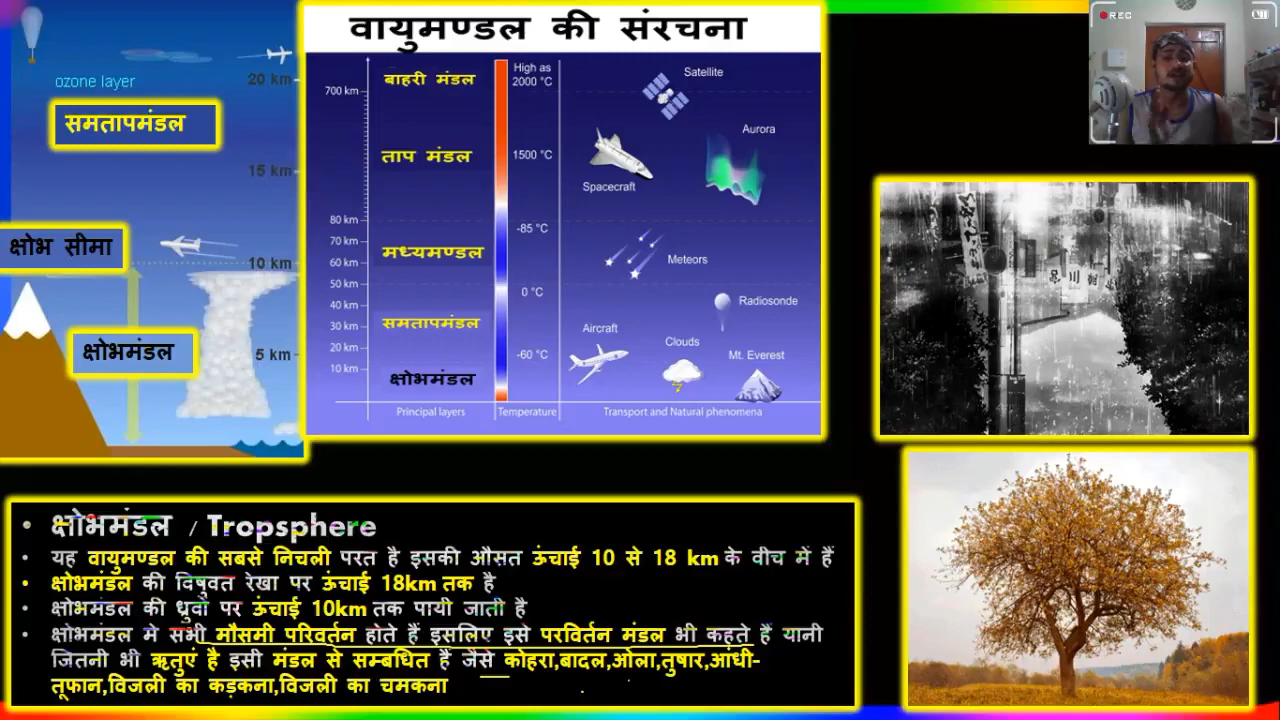 वायुमण्डल की संरचना
REC
ozone layer
20 km
समतापमंडल
15 km
क्षोभ सीमा
10 km
क्षोभमंडल
5 km
700 km
80 km
70 km
60 km
50 km
40 km
30 km
20 km
10 km
बाहरी मंडल
ताप मंडल
मध्यमण्डल
समतापमंडल
क्षोभमंडल
Principal layers
High as
2000 °C
1500 °C
-85 °C
0 °C
-60 °C
Temperature
Satellite
Aurora
Spacecraft
Meteors
Radiosonde
Aircraft
Clouds
Mt. Everest
Transport and Natural phenomena
• क्षोभमंडल / Tropsphere
• यह वायुमण्डल की सबसे निचली परत है इसकी औसत ऊंचाई 10 से 18 km के वीच में हैं
• क्षोभमंडल की विषुवत रेखा पर ऊंचाई 18km तक है
• क्षोभमंडल की ध्रुवों पर ऊंचाई 10km तक पायी जाती है
• क्षोभमंडल मे सभी मौसमी परिवर्तन होते हैं इसलिए इसे परविर्तन मंडल भी कहते हैं यानी
जितनी भी ऋतुएं है इसी मंडल से सम्बधित हैं जैसे कोहरा,बादल,ओला,तुषार,आंधी-
तूफान,विजली का कड़कना,विजली का चमकना